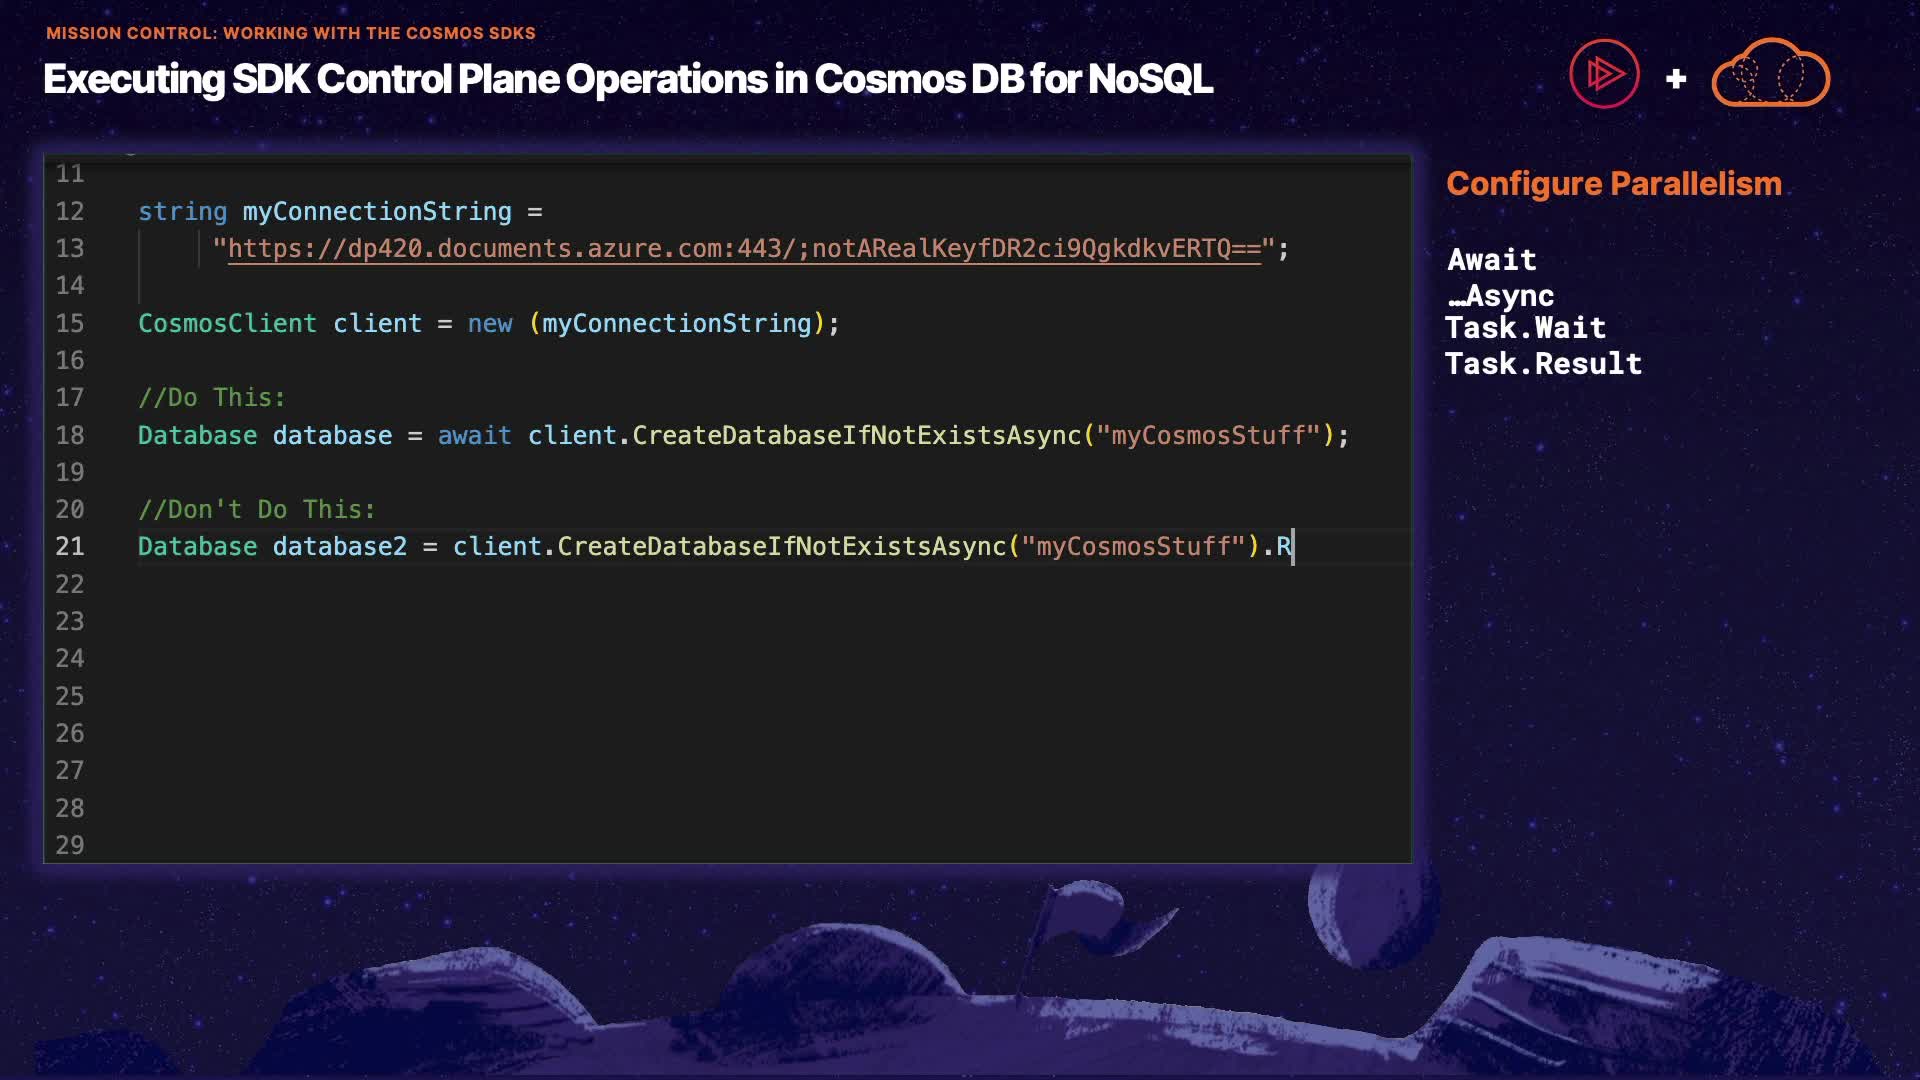 MISSION CONTROL: WORKING WITH THE COSMOS SDKS
Executing SDK Control Plane Operations in Cosmos DB for NoSQL
+
11
12 string myConnectionString =
13 "https://dp420.documents.azure.com:443/;notARealKeyfDR2ci9QgkdkvERTQ==";
14
15 CosmosClient client = new (myConnectionString);
16
17 //Do This:
18 Database database = await client.CreateDatabaseIfNotExistsAsync("myCosmosStuff");
19
20 //Don't Do This:
21 Database database2 = client.CreateDatabaseIfNotExistsAsync("myCosmosStuff").R
22
23
24
25
26
27
28
29
Configure Parallelism
Await
…Async
Task.Wait
Task.Result